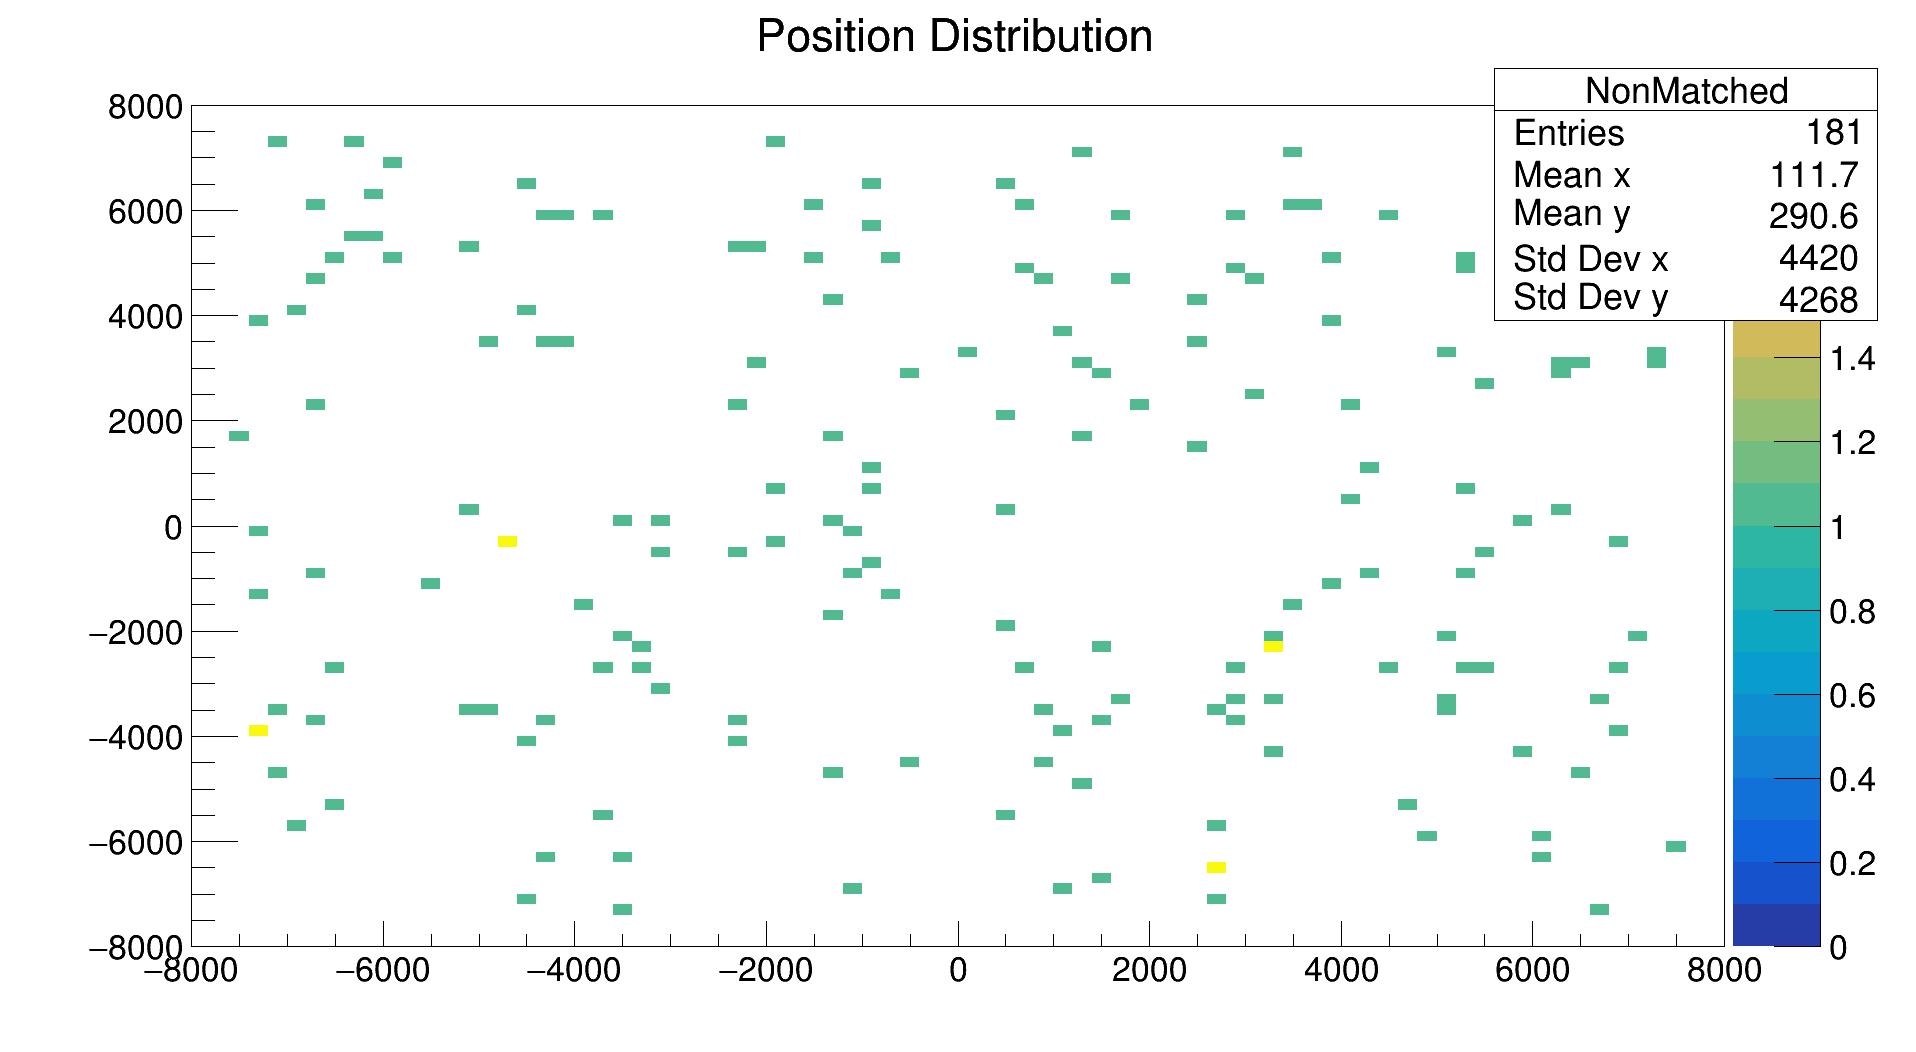 Position Distribution
NonMatched
Entries 181
Mean x 111.7
Mean y 290.6
Std Dev x 4420
Std Dev y 4268
8000
6000
4000
2000
0
−2000
−4000
−6000
−8000
−8000 −6000 −4000 −2000 0 2000 4000 6000 8000
1.4
1.2
1
0.8
0.6
0.4
0.2
0